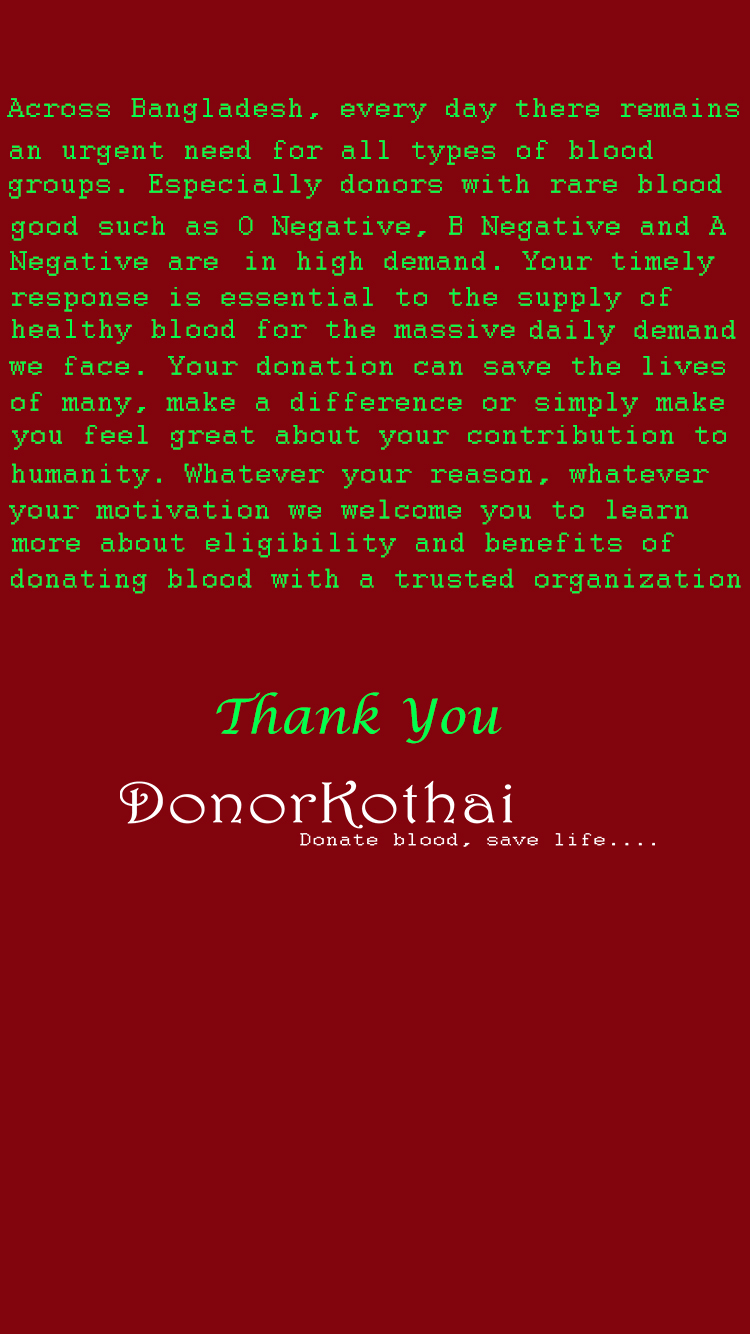 Across Bangladesh, every day there remains
an urgent need for all types of blood
groups. Especially donors with rare blood
good such as O Negative, B Negative and A
Negative are in high demand. Your timely
response is essential to the supply of
healthy blood for the massive daily demand
we face. Your donation can save the lives
of many, make a difference or simply make
you feel great about your contribution to
humanity. Whatever your reason, whatever
your motivation we welcome you to learn
more about eligibility and benefits of
donating blood with a trusted organization
Thank You
DonorKothai
Donate blood, save life....